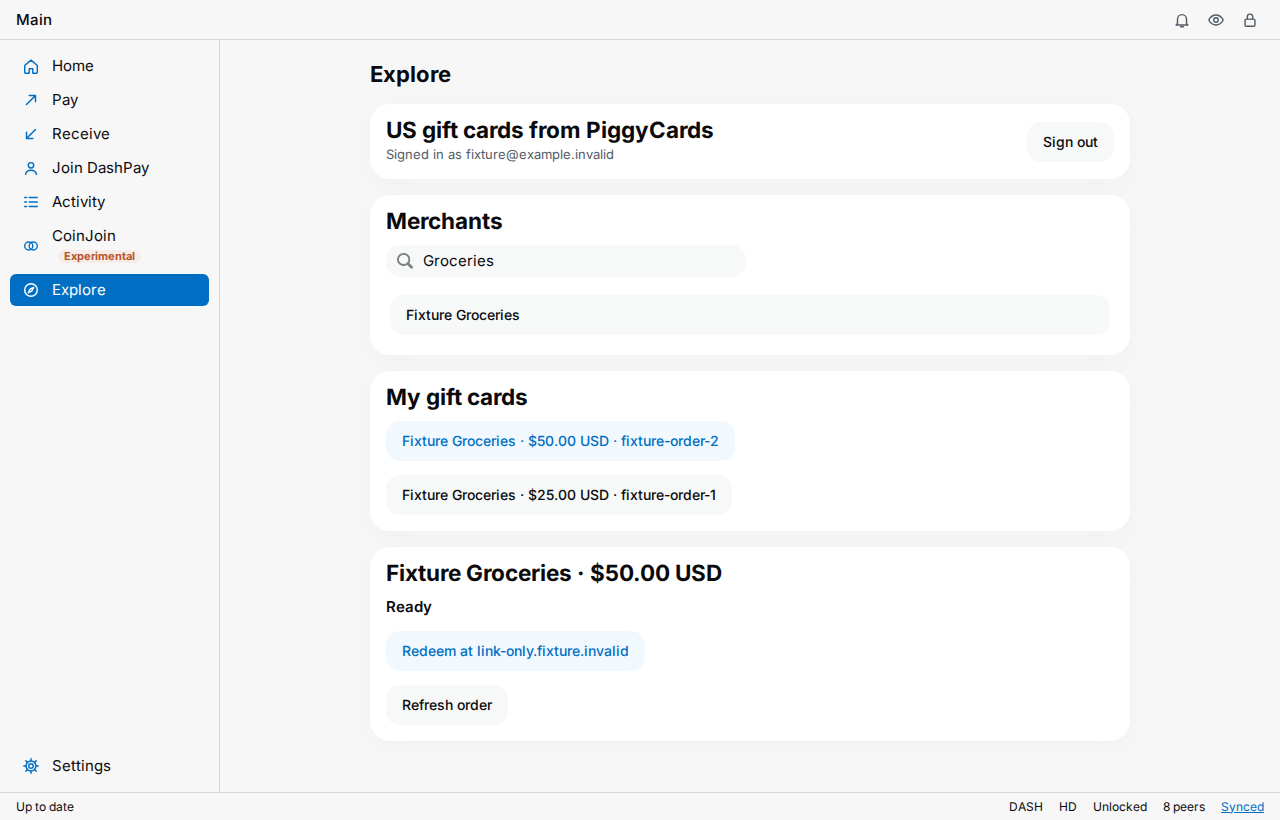 Main
Home
Pay
Receive
Join DashPay
Activity
CoinJoin
Experimental
Explore
Settings
Explore
US gift cards from PiggyCards
Signed in as fixture@example.invalid
Sign out
Merchants
Groceries
Fixture Groceries
My gift cards
Fixture Groceries · $50.00 USD · fixture-order-2
Fixture Groceries · $25.00 USD · fixture-order-1
Fixture Groceries · $50.00 USD
Ready
Redeem at link-only.fixture.invalid
Refresh order
Up to date
DASH HD Unlocked 8 peers Synced